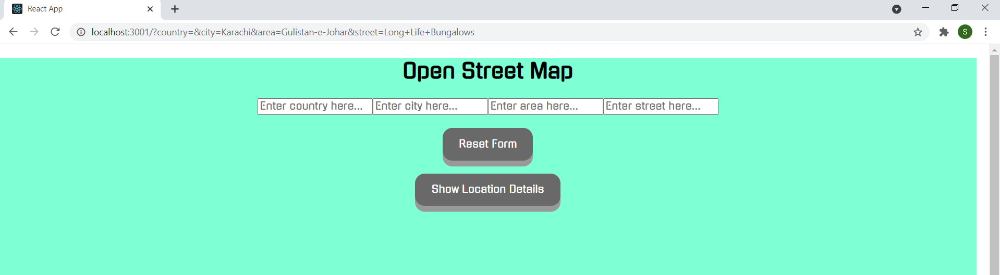 React App
localhost:3001/?country=&city=Karachi&area=Gulistan-e-Johar&street=Long+Life+Bungalows
S
Open Street Map
Enter country here... Enter city here... Enter area here... Enter street here...
Reset Form
Show Location Details